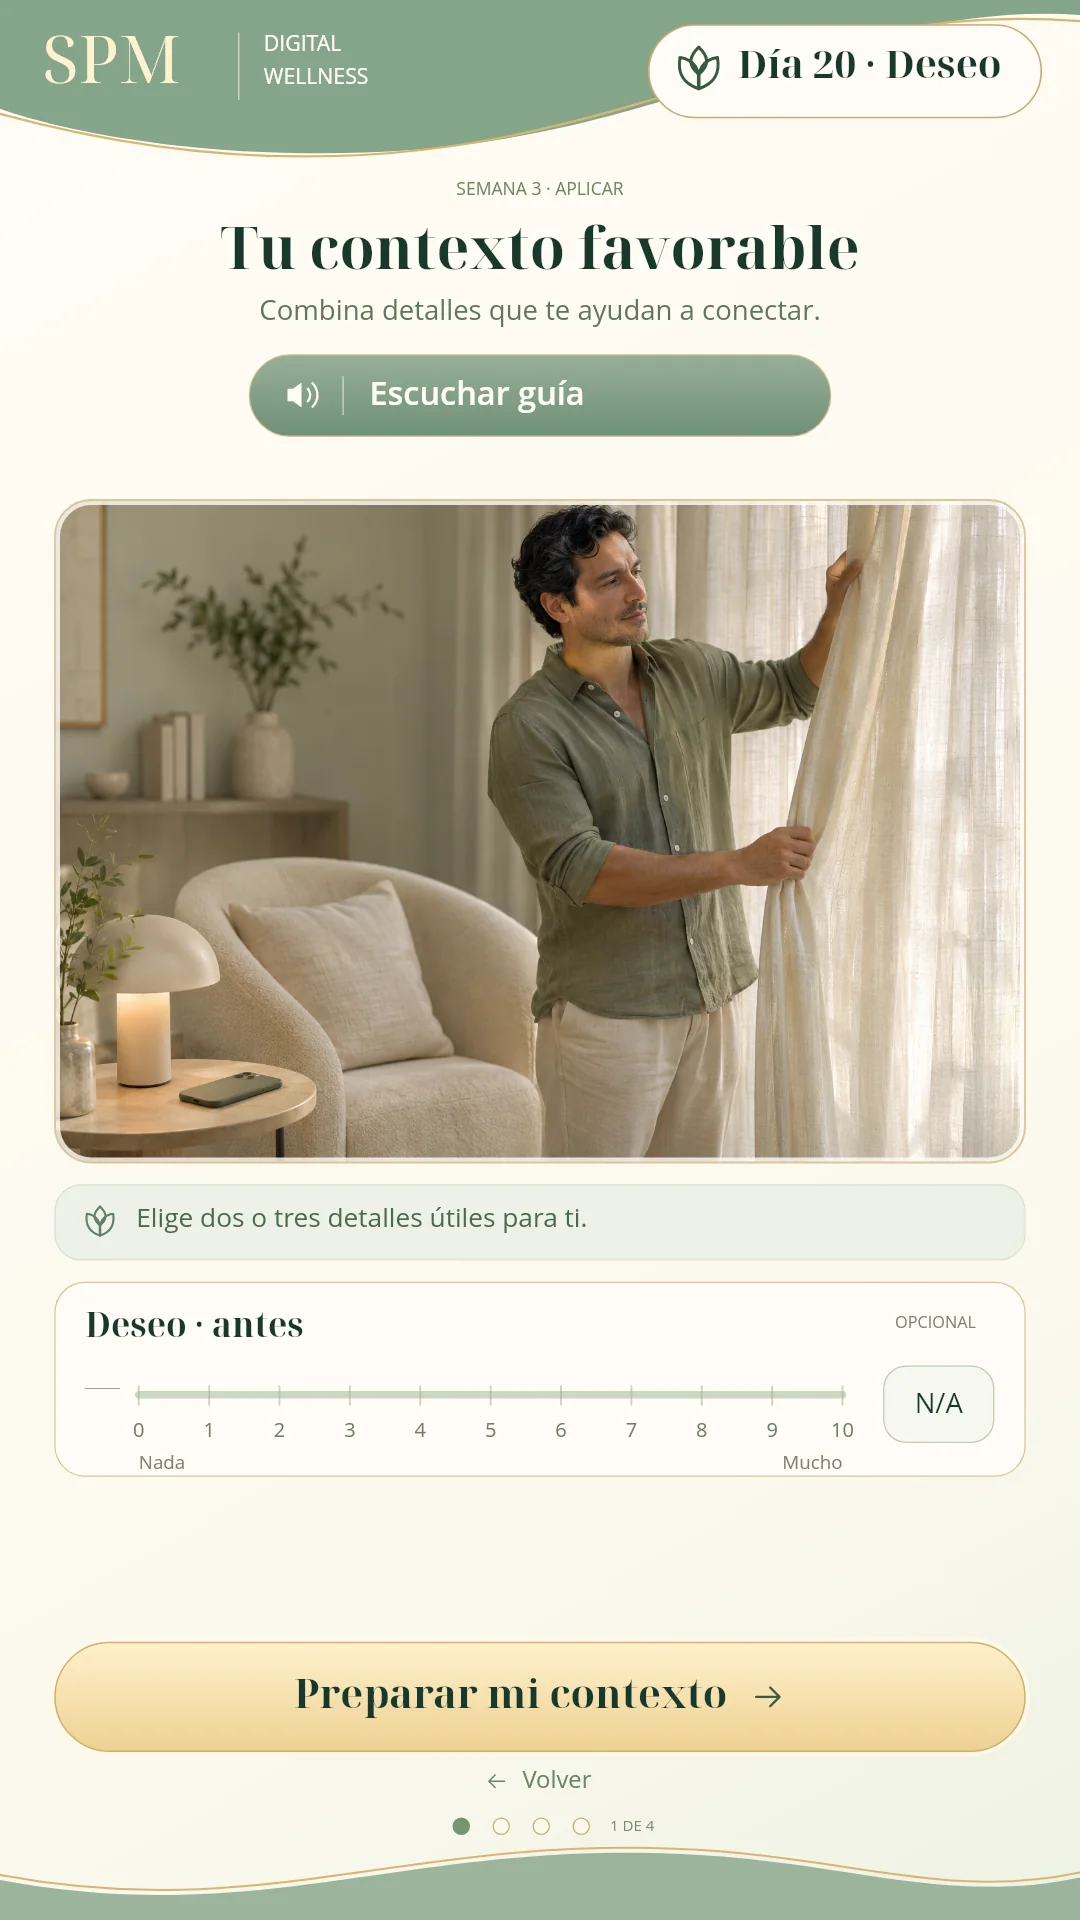 SPM
DIGITAL
WELLNESS
Día 20 · Deseo
SEMANA 3 · APLICAR
Tu contexto favorable
Combina detalles que te ayudan a conectar.
Escuchar guía
Elige dos o tres detalles útiles para ti.
Deseo · antes
OPCIONAL
—
0 1 2 3 4 5 6 7 8 9 10
N/A
Nada Mucho
Preparar mi contexto →
← Volver
1 DE 4